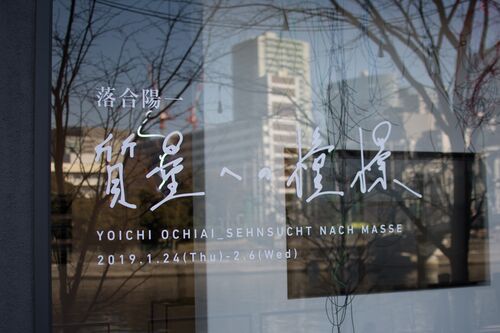 落合陽一
質量への憧憬
YOICHI OCHIAI_SEHNSUCHT NACH MASSE
2019.1.24(Thu)-2.6(Wed)